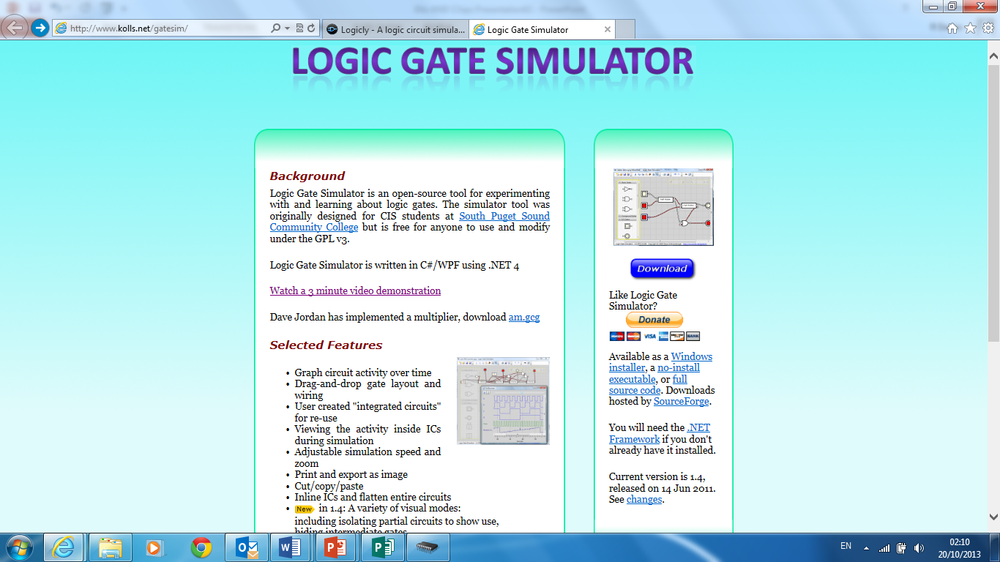 http://www.kolls.net/gatesim/
Logicly - A logic circuit simula...
Logic Gate Simulator
LOGIC GATE SIMULATOR
Background
Logic Gate Simulator is an open-source tool for experimenting
with and learning about logic gates. The simulator tool was
originally designed for CIS students at South Puget Sound
Community College but is free for anyone to use and modify
under the GPL v3.
Logic Gate Simulator is written in C#/WPF using .NET 4
Watch a 3 minute video demonstration
Dave Jordan has implemented a multiplier, download am.gcg
Selected Features
• Graph circuit activity over time
• Drag-and-drop gate layout and
wiring
• User created "integrated circuits"
for re-use
• Viewing the activity inside ICs
during simulation
• Adjustable simulation speed and
zoom
• Print and export as image
• Cut/copy/paste
• Inline ICs and flatten entire circuits
• New in 1.4: A variety of visual modes:
including isolating partial circuits to show use,
hiding intermediate gates
Download
Like Logic Gate
Simulator?
Donate
VISA
BANK
Available as a Windows
installer, a no-install
executable, or full
source code. Downloads
hosted by SourceForge.
You will need the .NET
Framework if you don't
already have it installed.
Current version is 1.4,
released on 14 Jun 2011.
See changes.
EN
02:10
20/10/2013